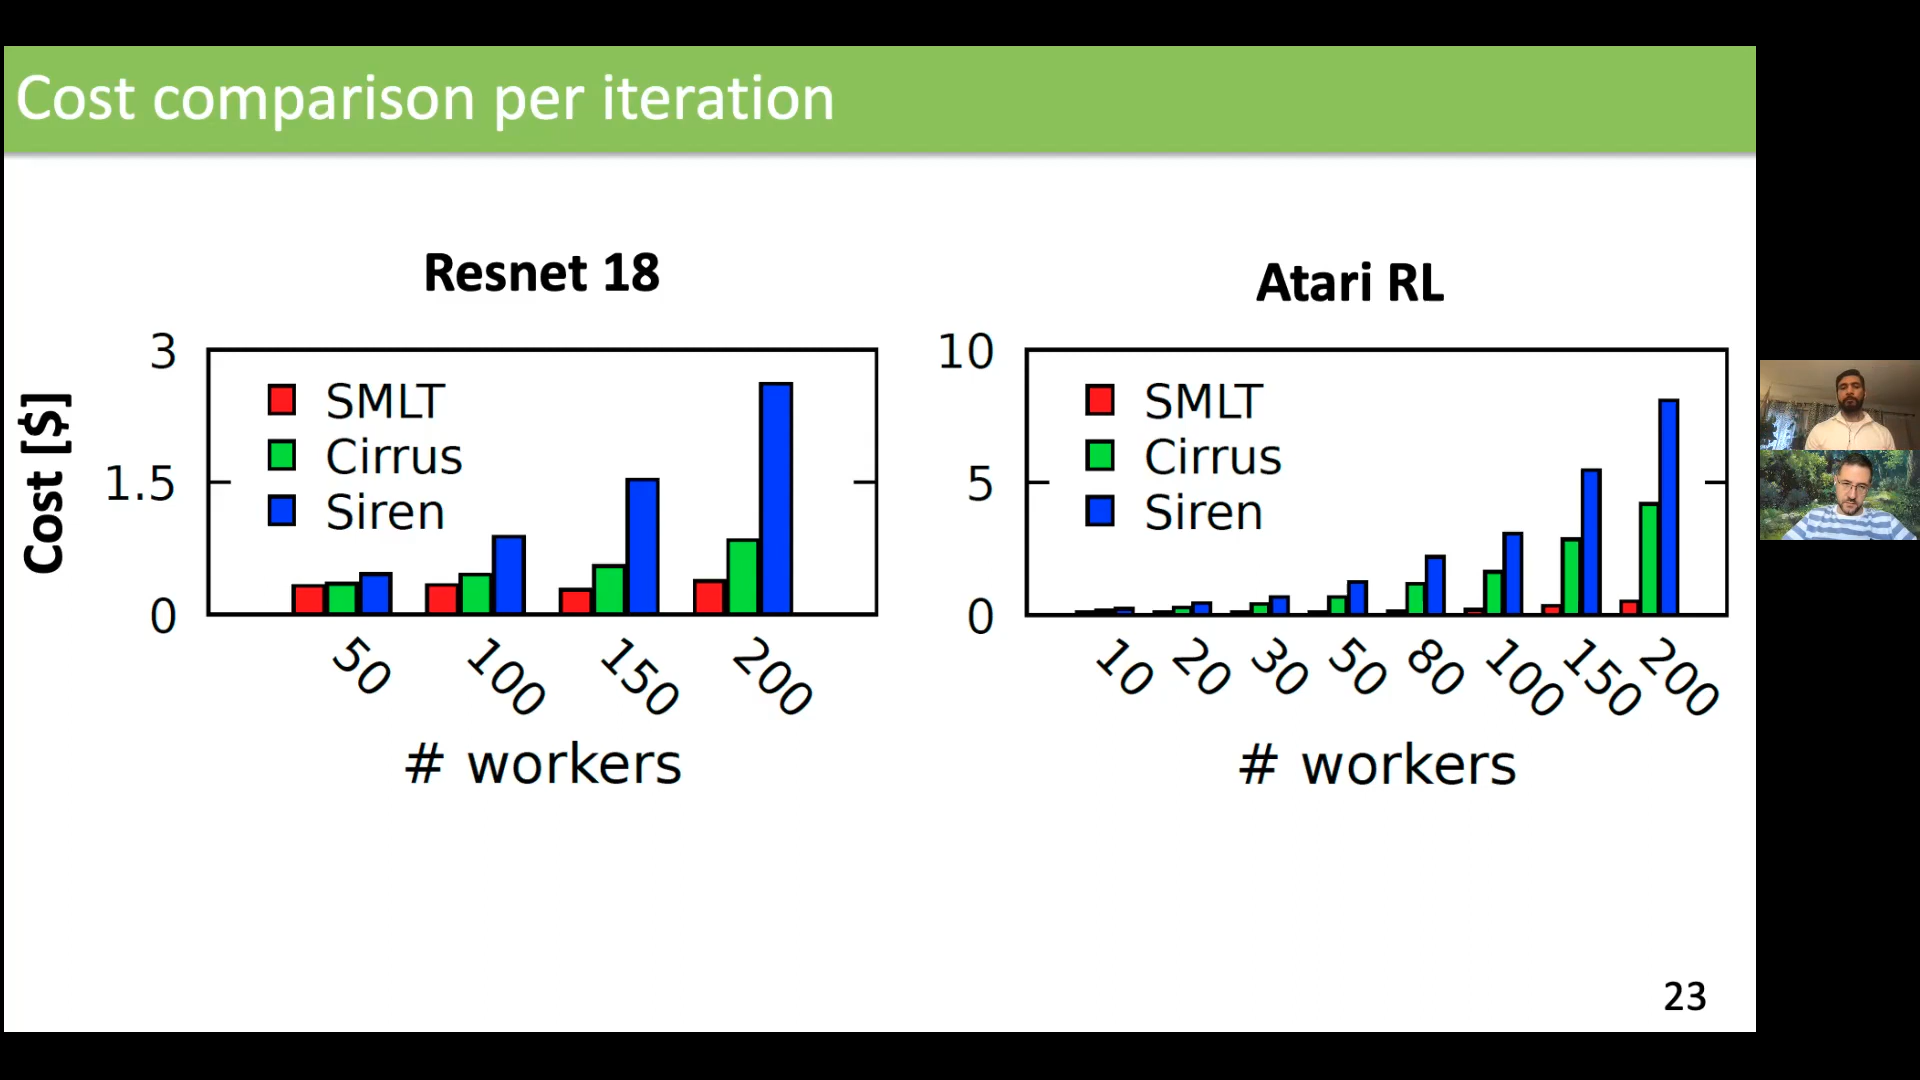 Cost comparison per iteration
Resnet 18
Cost [$]
3
1.5
0
SMLT
Cirrus
Siren
50 100 150 200
# workers
Atari RL
10
5
0
SMLT
Cirrus
Siren
10 20 30 50 80 100 150 200
# workers
23